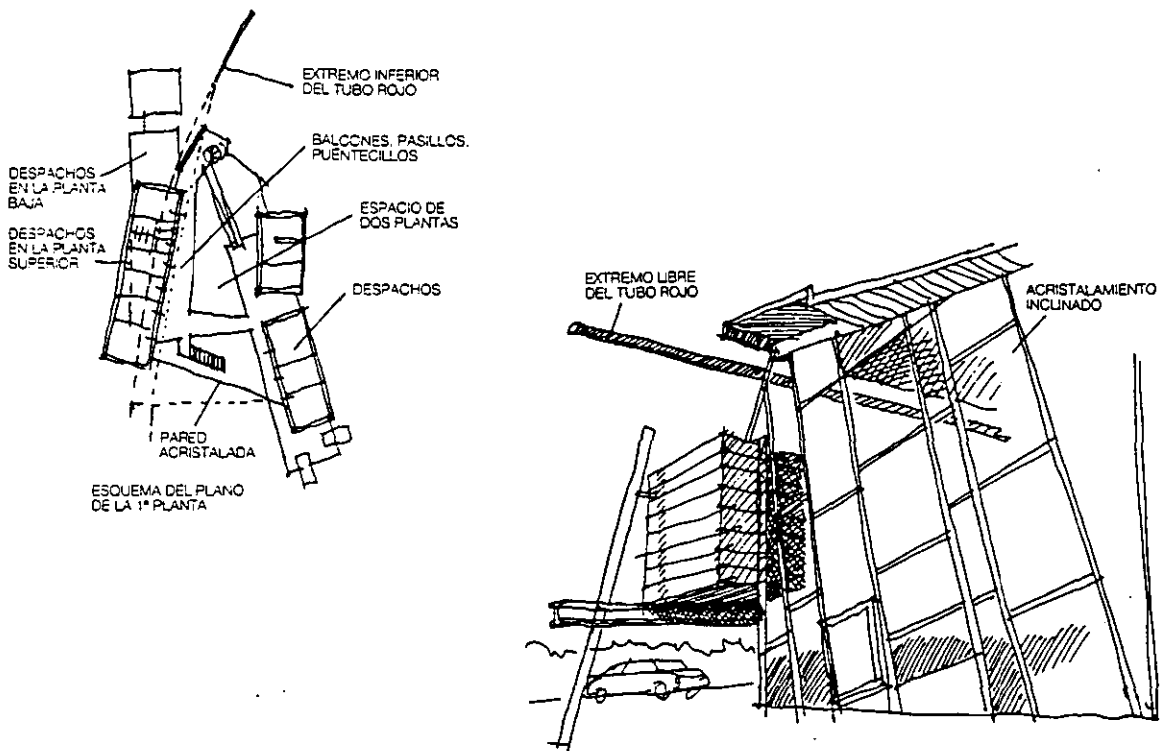 EXTREMO INFERIOR
DEL TUBO ROJO
BALCONES, PASILLOS,
PUENTECILLOS
DESPACHOS
EN LA PLANTA
BAJA
ESPACIO DE
DOS PLANTAS
DESPACHOS
EN LA PLANTA
SUPERIOR
DESPACHOS
PARED
ACRISTALADA
ESQUEMA DEL PLANO
DE LA 1ª PLANTA
EXTREMO LIBRE
DEL TUBO ROJO
ACRISTALAMIENTO
INCLINADO